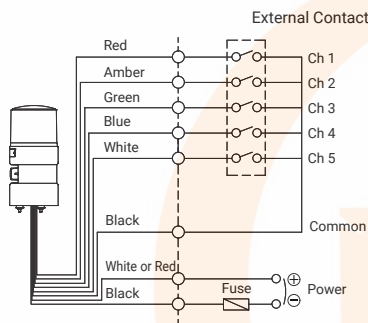 External Contact
Red
Ch 1
Amber
Ch 2
Green
Ch 3
Blue
Ch 4
White
Ch 5
Black
Common
White or Red
⊕
Fuse
Power
Black
⊖